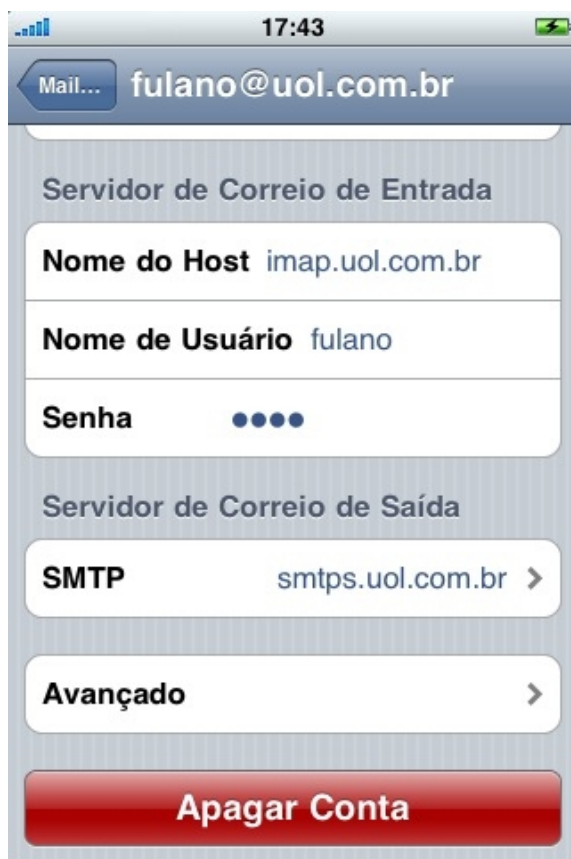 17:43
Mail... fulano@uol.com.br
Servidor de Correio de Entrada
Nome do Host imap.uol.com.br
Nome de Usuário fulano
Senha ●●●●
Servidor de Correio de Saída
SMTP smtps.uol.com.br
Avançado
Apagar Conta